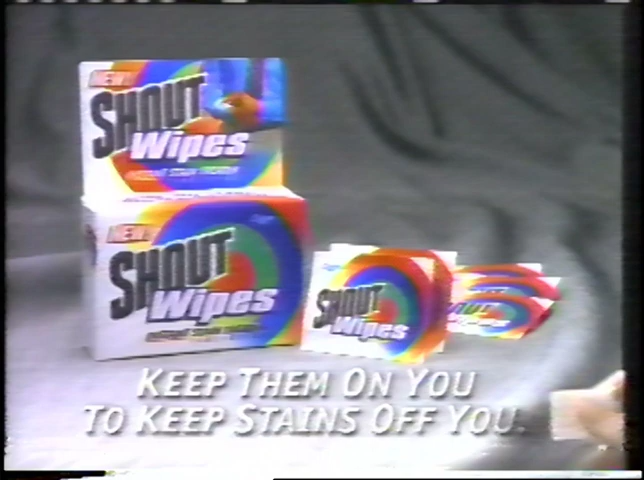 NEW!
SHOUT
Wipes
NEW!
SHOUT
Wipes
SHOUT
Wipes
KEEP THEM ON YOU
TO KEEP STAINS OFF YOU.